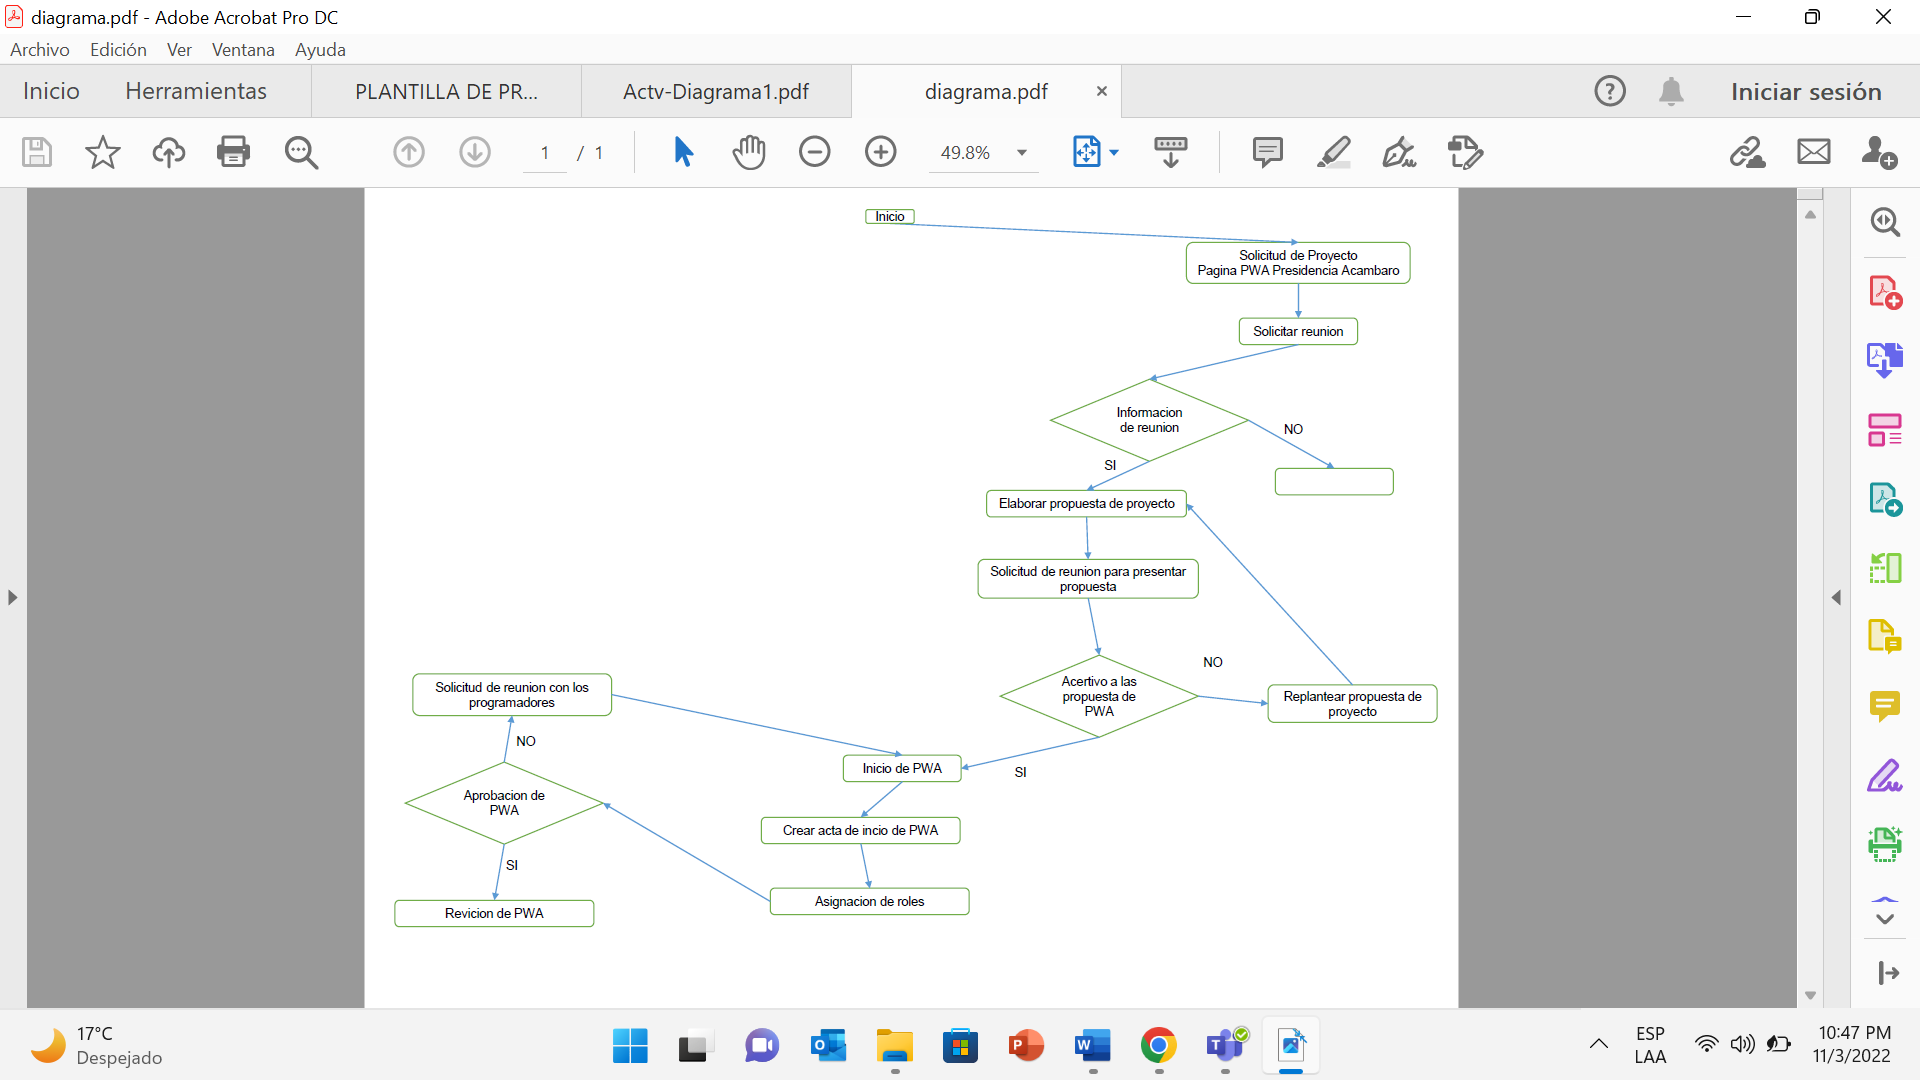 diagrama.pdf - Adobe Acrobat Pro DC
Archivo Edición Ver Ventana Ayuda
Inicio Herramientas PLANTILLA DE PR... Actv-Diagrama1.pdf diagrama.pdf × Iniciar sesión
1 / 1 49.8%
Inicio
Solicitud de Proyecto
Pagina PWA Presidencia Acambaro
Solicitar reunion
Informacion
de reunion
NO
SI
Elaborar propuesta de proyecto
Solicitud de reunion para presentar
propuesta
NO
Acertivo a las
propuesta de
PWA
Replantear propuesta de
proyecto
SI
Solicitud de reunion con los
programadores
NO
Inicio de PWA
Aprobacion de
PWA
Crear acta de incio de PWA
SI
Asignacion de roles
Revicion de PWA
17°C
Despejado
ESP
LAA
10:47 PM
11/3/2022